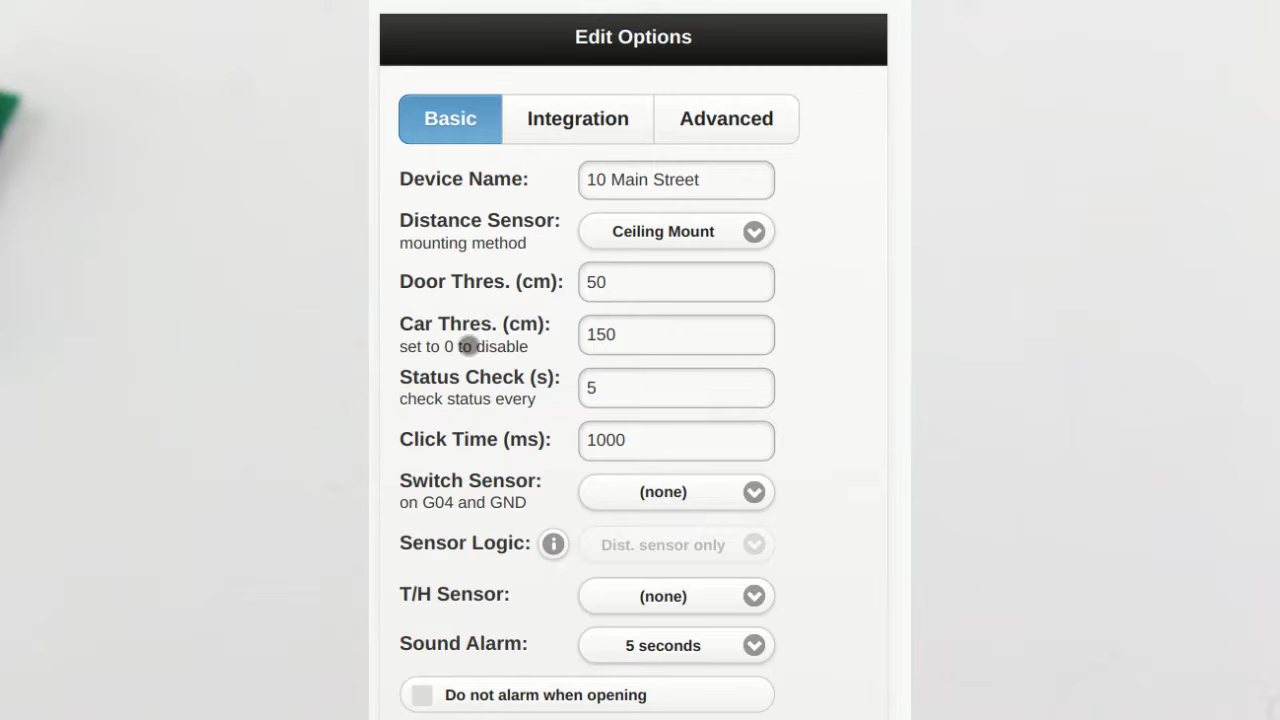 Edit Options
Basic Integration Advanced
Device Name: 10 Main Street
Distance Sensor: Ceiling Mount
mounting method
Door Thres. (cm): 50
Car Thres. (cm): 150
set to 0 to disable
Status Check (s): 5
check status every
Click Time (ms): 1000
Switch Sensor: (none)
on G04 and GND
Sensor Logic: i Dist. sensor only
T/H Sensor: (none)
Sound Alarm: 5 seconds
Do not alarm when opening